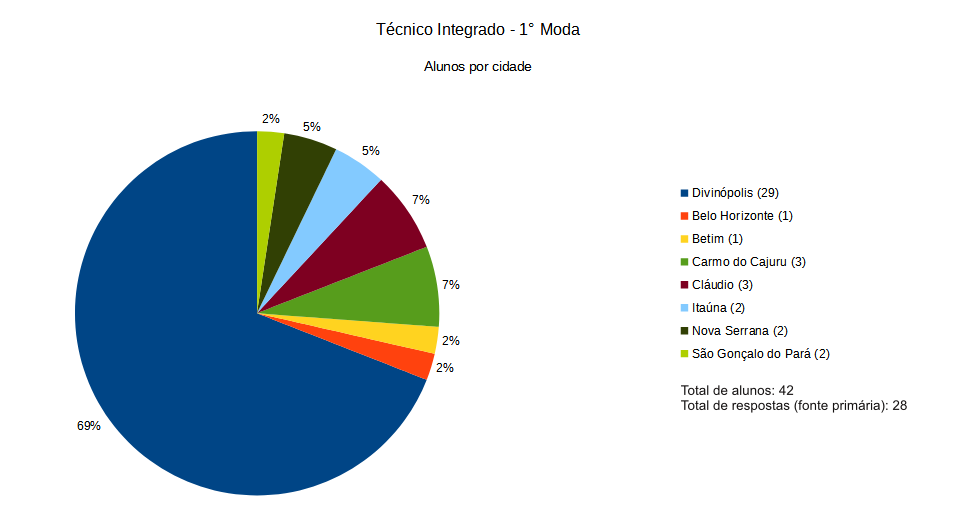 Técnico Integrado - 1° Moda
Alunos por cidade
2%
5%
5%
7%
7%
2%
2%
69%
Divinópolis (29)
Belo Horizonte (1)
Betim (1)
Carmo do Cajuru (3)
Cláudio (3)
Itaúna (2)
Nova Serrana (2)
São Gonçalo do Pará (2)
Total de alunos: 42
Total de respostas (fonte primária): 28